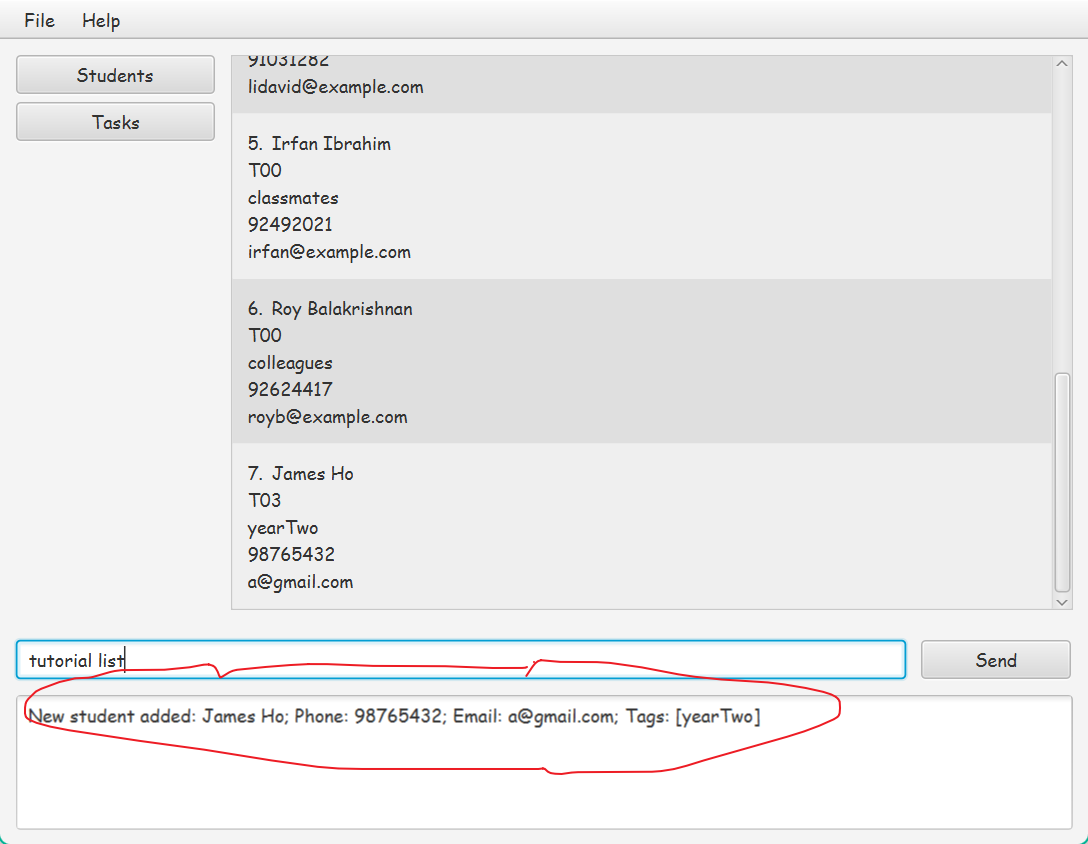 File Help
Students
Tasks
91031282
lidavid@example.com
5. Irfan Ibrahim
T00
classmates
92492021
irfan@example.com
6. Roy Balakrishnan
T00
colleagues
92624417
royb@example.com
7. James Ho
T03
yearTwo
98765432
a@gmail.com
tutorial list
Send
New student added: James Ho; Phone: 98765432; Email: a@gmail.com; Tags: [yearTwo]